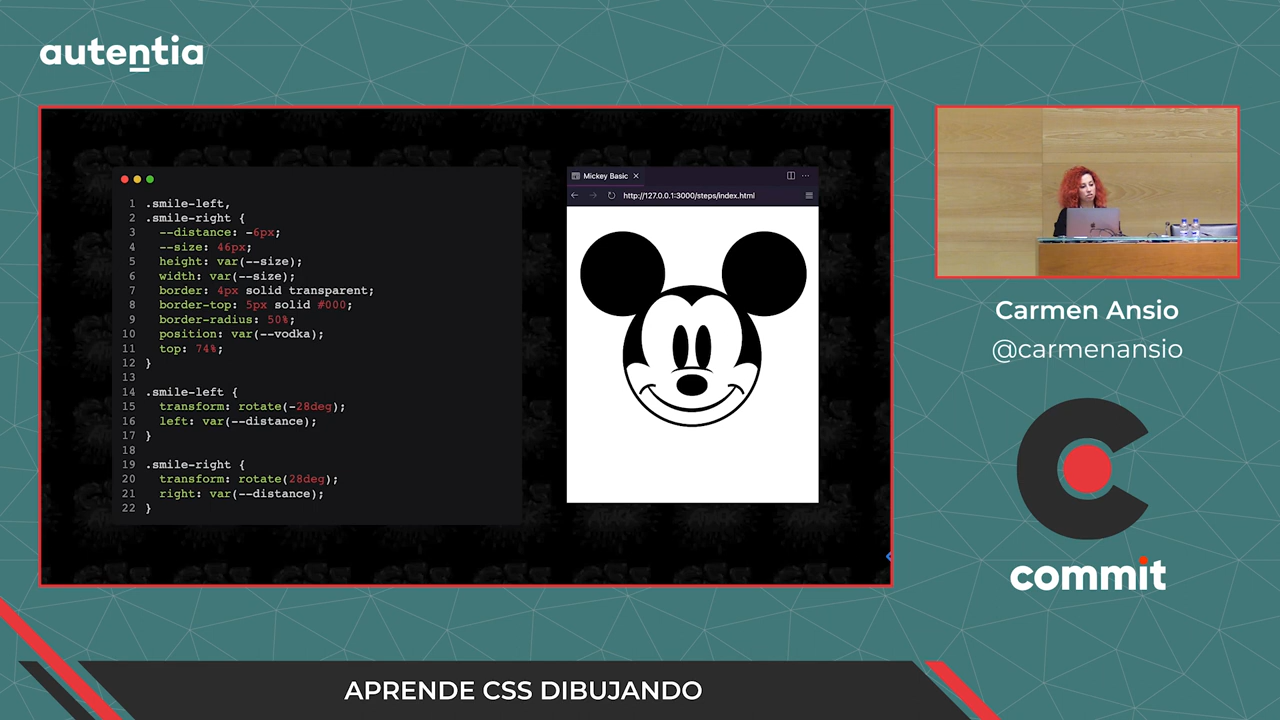 autentia
Mickey Basic
http://127.0.0.1:3000/steps/index.html
1 .smile-left,
2 .smile-right {
3 --distance: -6px;
4 --size: 46px;
5 height: var(--size);
6 width: var(--size);
7 border: 4px solid transparent;
8 border-top: 5px solid #000;
9 border-radius: 50%;
10 position: var(--vodka);
11 top: 74%;
12 }
13
14 .smile-left {
15 transform: rotate(-28deg);
16 left: var(--distance);
17 }
18
19 .smile-right {
20 transform: rotate(28deg);
21 right: var(--distance);
22 }
Carmen Ansio
@carmenansio
commit
APRENDE CSS DIBUJANDO